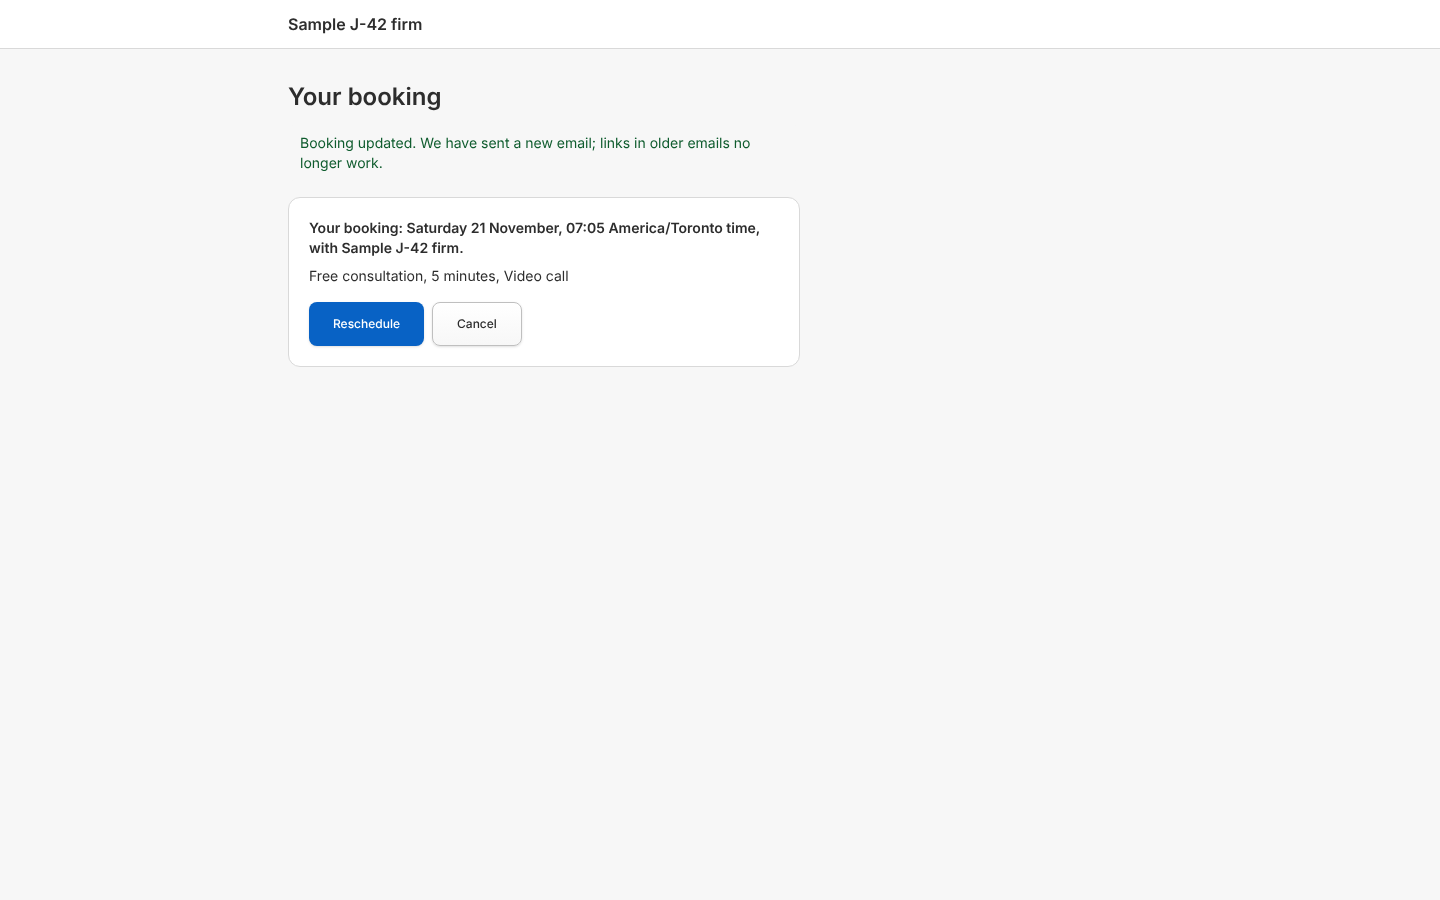 Sample J-42 firm
Your booking
Booking updated. We have sent a new email; links in older emails no
longer work.
Your booking: Saturday 21 November, 07:05 America/Toronto time,
with Sample J-42 firm.
Free consultation, 5 minutes, Video call
Reschedule
Cancel